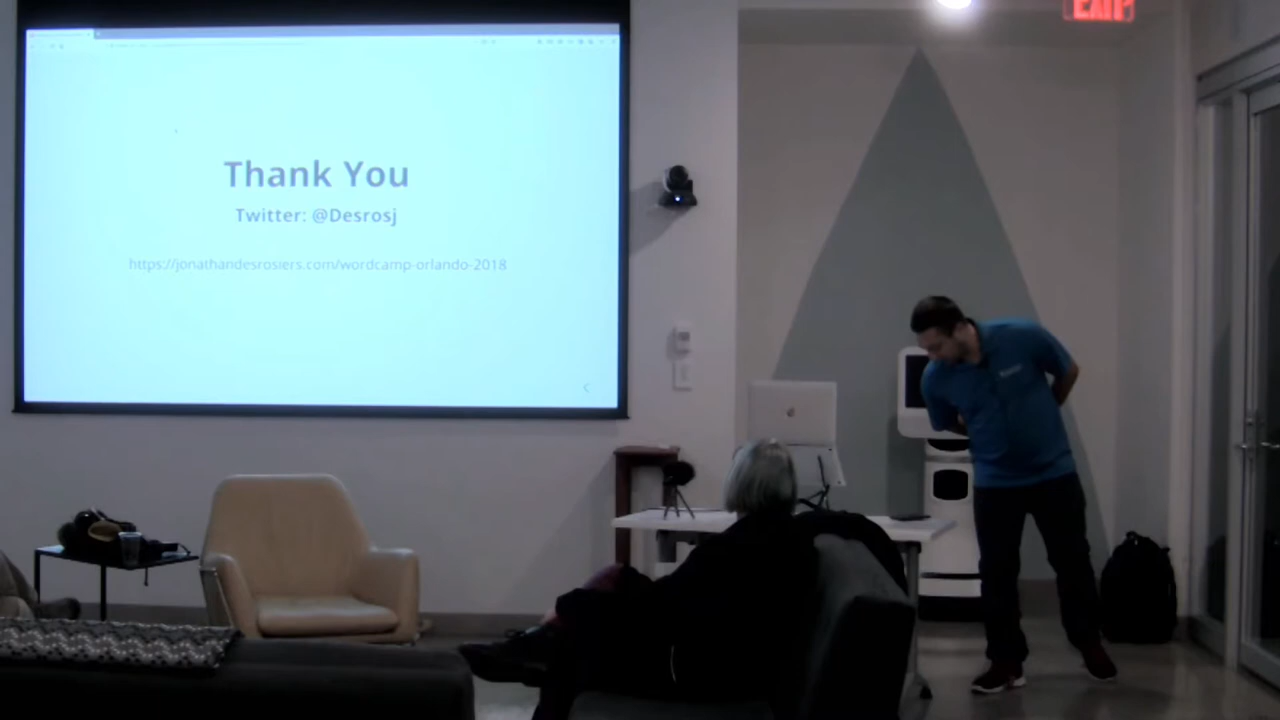 Thank You
Twitter: @Desrosj
https://jonathandesrosiers.com/wordcamp-orlando-2018
EXIT